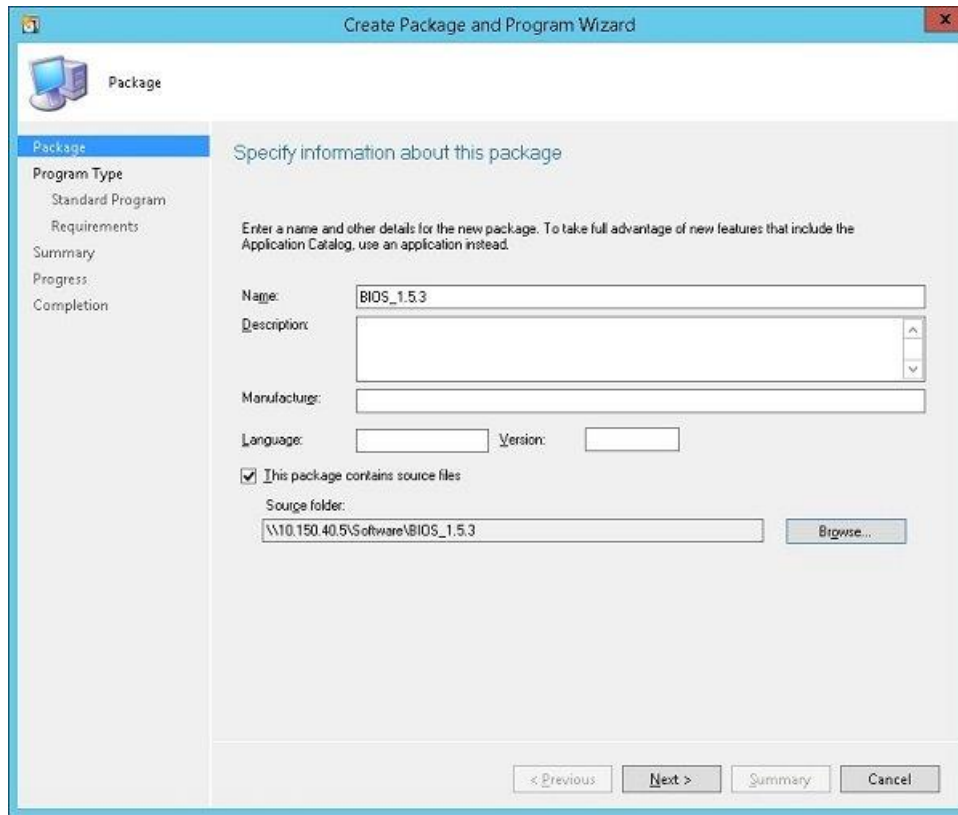 Create Package and Program Wizard
x
Package
Package
Program Type
Standard Program
Requirements
Summary
Progress
Completion
Specify information about this package
Enter a name and other details for the new package. To take full advantage of new features that include the
Application Catalog, use an application instead.
Name: BIOS_1.5.3
Description:
Manufacturer:
Language: Version:
This package contains source files
Source folder:
\\10.150.40.5\Software\BIOS_1.5.3 Browse...
< Previous Next > Summary Cancel